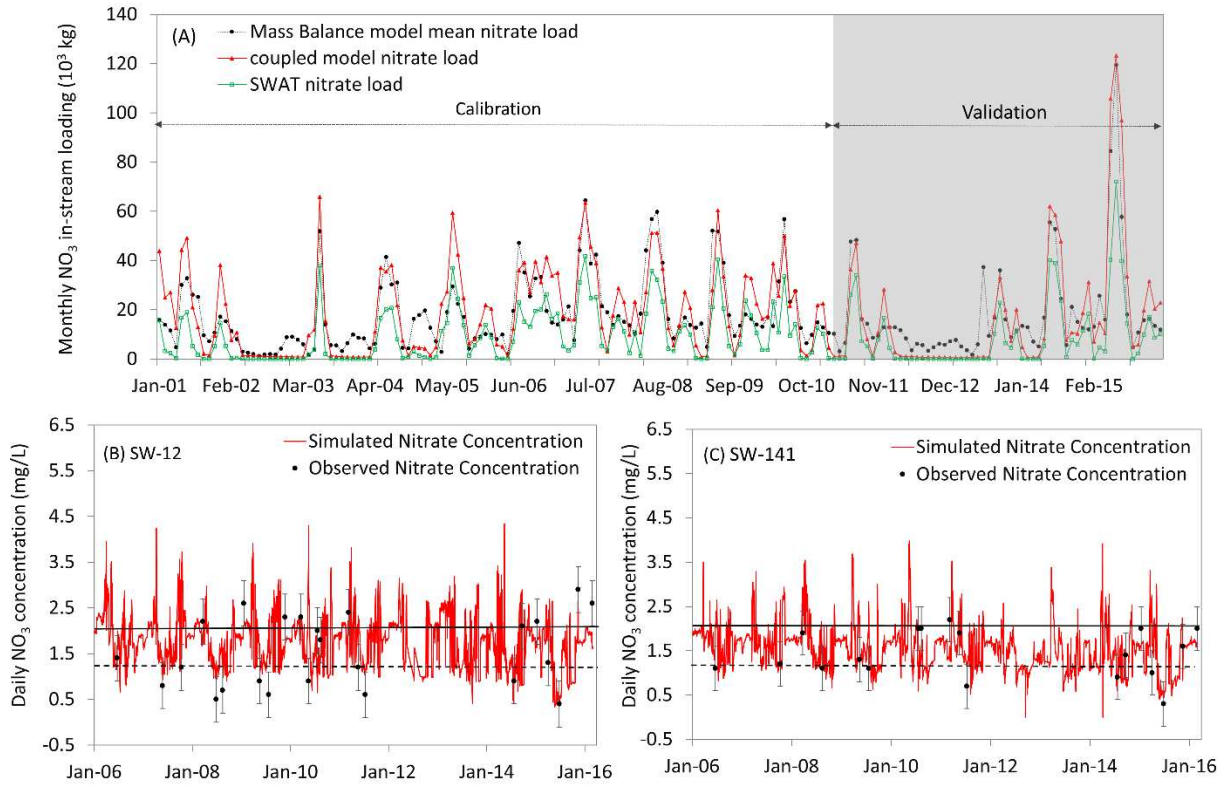 (A)
Mass Balance model mean nitrate load
coupled model nitrate load
SWAT nitrate load
Calibration
Validation
Monthly NO3 in-stream loading (10³ kg)
140
120
100
80
60
40
20
0
Jan-01 Feb-02 Mar-03 Apr-04 May-05 Jun-06 Jul-07 Aug-08 Sep-09 Oct-10 Nov-11 Dec-12 Jan-14 Feb-15
(B) SW-12
Simulated Nitrate Concentration
Observed Nitrate Concentration
Daily NO3 concentration (mg/L)
6.5
5.5
4.5
3.5
2.5
1.5
0.5
-0.5
Jan-06 Jan-08 Jan-10 Jan-12 Jan-14 Jan-16
(C) SW-141
Simulated Nitrate Concentration
Observed Nitrate Concentration
Daily NO3 concentration (mg/L)
6.5
5.5
4.5
3.5
2.5
1.5
0.5
-0.5
Jan-06 Jan-08 Jan-10 Jan-12 Jan-14 Jan-16